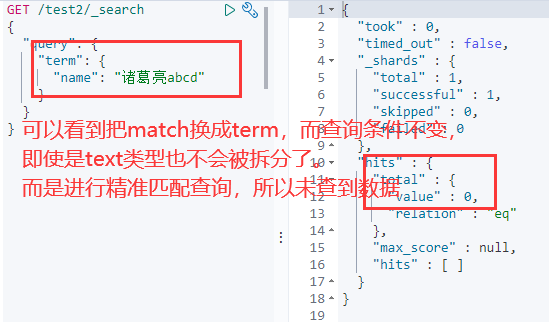 GET /test2/_search
{
"query": {
"term": {
"name": "诸葛亮abcd"
}
}
}
可以看到把match换成term，而查询条件不变，
即使是text类型也不会被拆分了。
而是进行精准匹配查询，所以未查到数据
1 {
2 "took" : 0,
3 "timed_out" : false,
4 "_shards" : {
5 "total" : 1,
6 "successful" : 1,
7 "skipped" : 0,
8 "failed" : 0
9 },
10 "hits" : {
11 "total" : {
12 "value" : 0,
13 "relation" : "eq"
14 },
15 "max_score" : null,
16 "hits" : [ ]
17 }
18 }